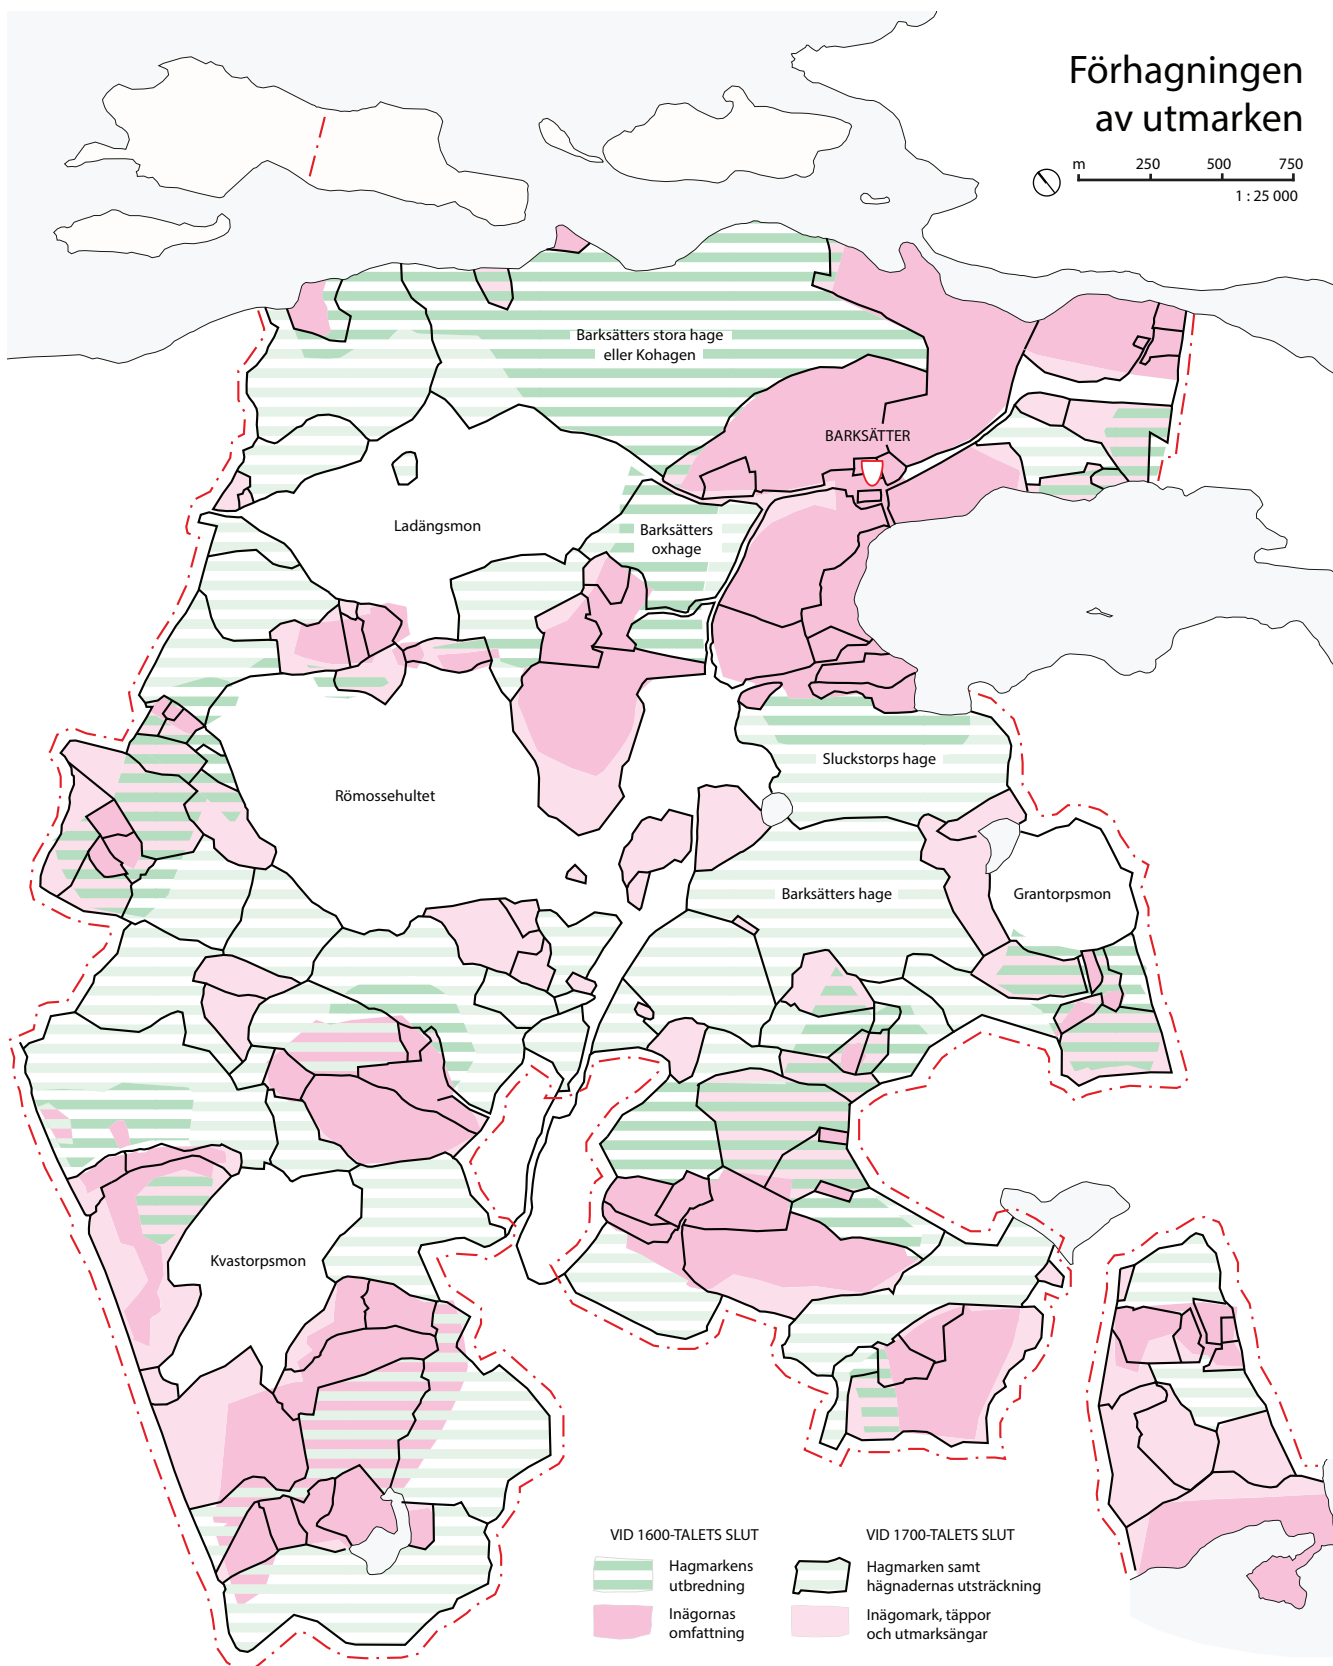 Förhagningen
av utmarken
m 250 500 750
1 : 25 000
Barksätters stora hage
eller Kohagen
BARKSÄTTER
Ladängsmon
Barksätters
oxhage
Sluckstorps hage
Römossehultet
Barksätters hage
Grantorpsmon
Kvastorpsmon
VID 1600-TALETS SLUT
Hagmarkens
utbredning
Inägornas
omfattning
VID 1700-TALETS SLUT
Hagmarken samt
hägnadernas utsträckning
Inägomark, täppor
och utmarksängar